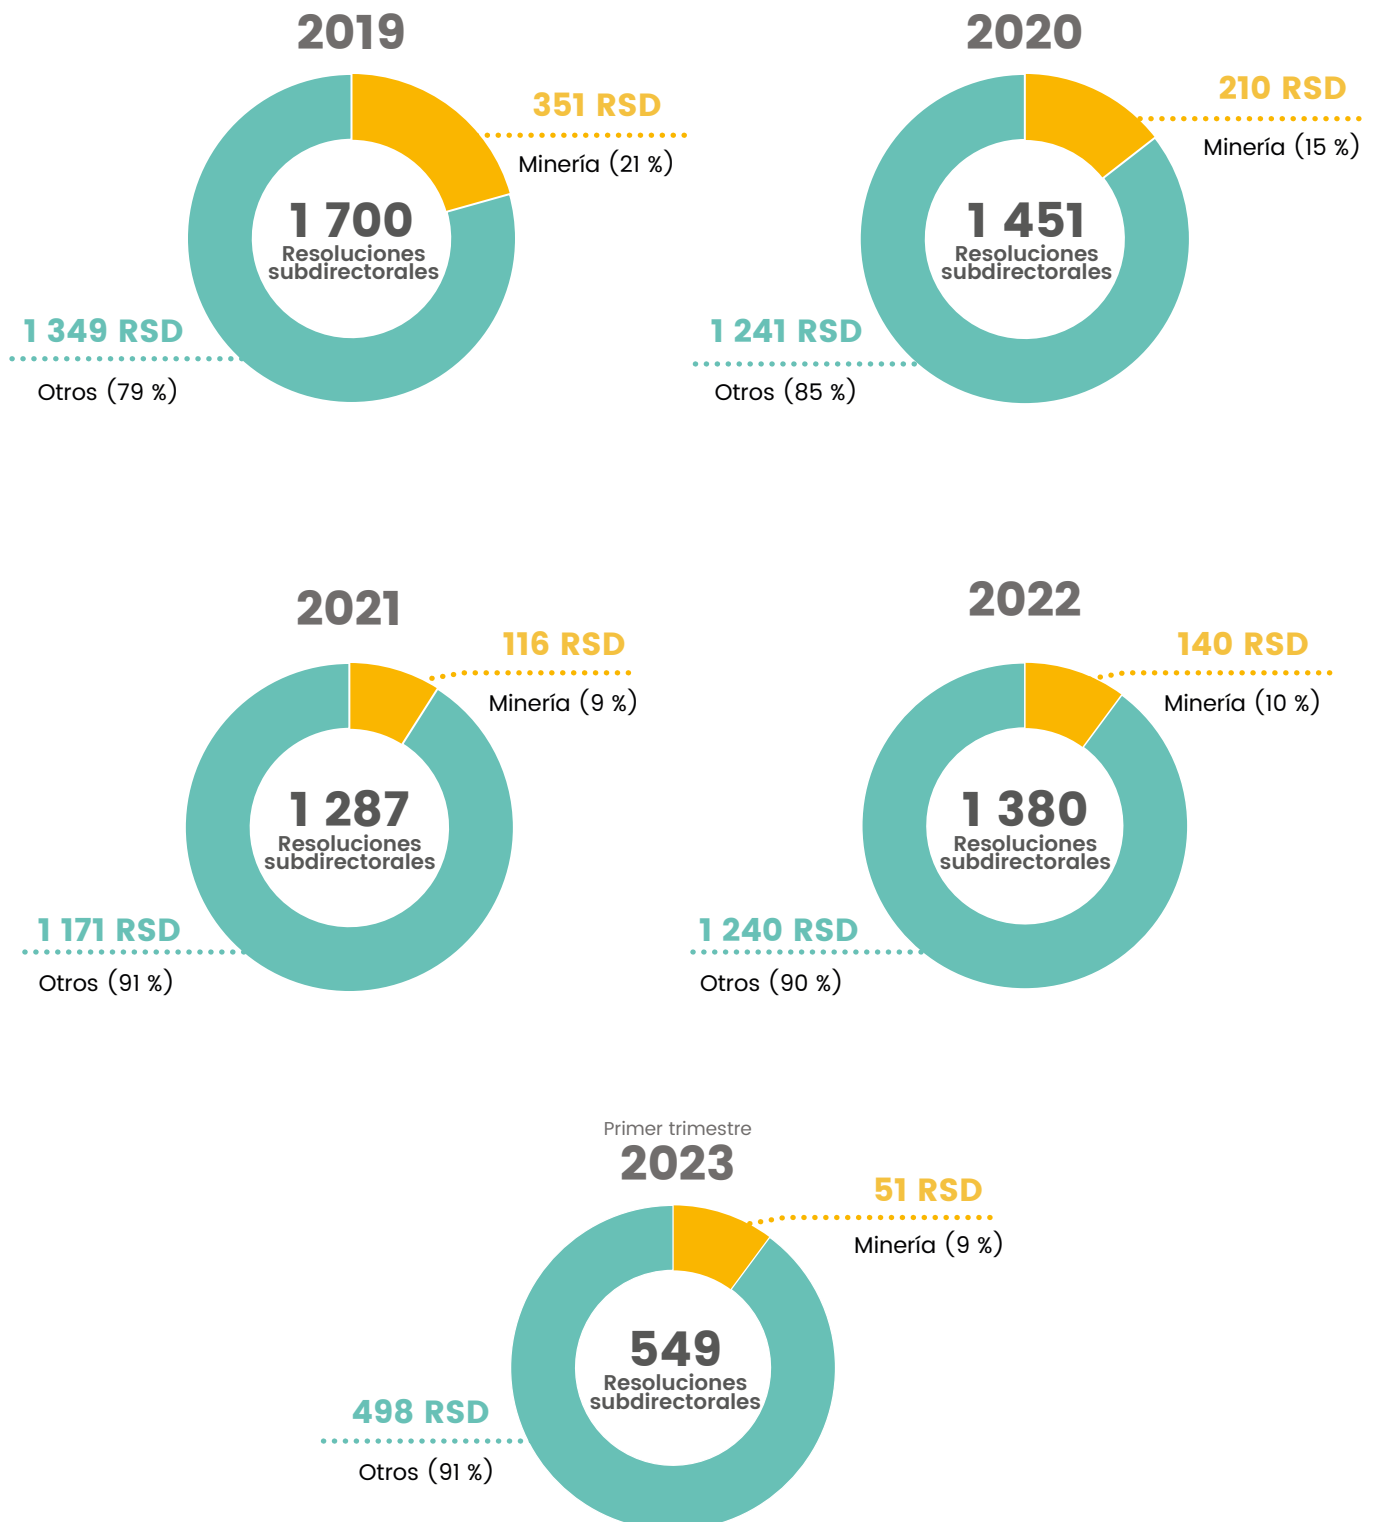 2019
351 RSD
Minería (21 %)
1 700
Resoluciones
subdirectorales
1 349 RSD
Otros (79 %)
2020
210 RSD
Minería (15 %)
1 451
Resoluciones
subdirectorales
1 241 RSD
Otros (85 %)
2021
116 RSD
Minería (9 %)
1 287
Resoluciones
subdirectorales
1 171 RSD
Otros (91 %)
2022
140 RSD
Minería (10 %)
1 380
Resoluciones
subdirectorales
1 240 RSD
Otros (90 %)
Primer trimestre
2023
51 RSD
Minería (9 %)
549
Resoluciones
subdirectorales
498 RSD
Otros (91 %)